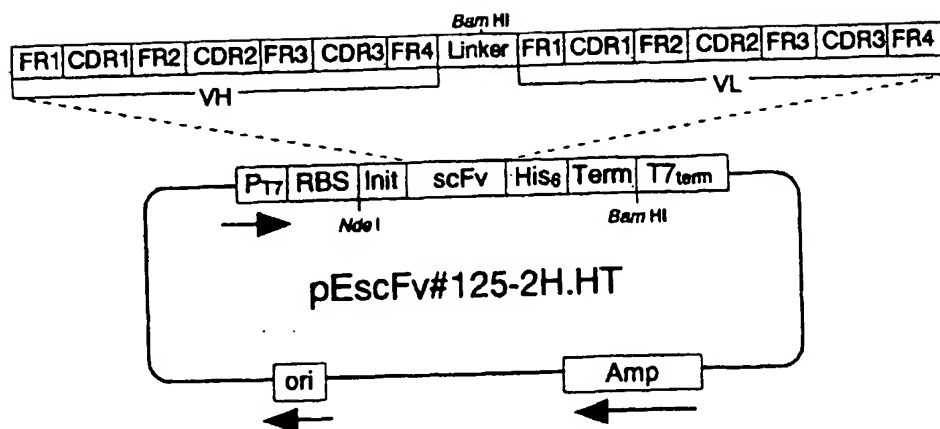 Bam HI
FR1 CDR1 FR2 CDR2 FR3 CDR3 FR4 Linker FR1 CDR1 FR2 CDR2 FR3 CDR3 FR4
VH VL
PT7 RBS Init scFv His6 Term T7term
Nde I Bam HI
pEscFv#125-2H.HT
ori Amp